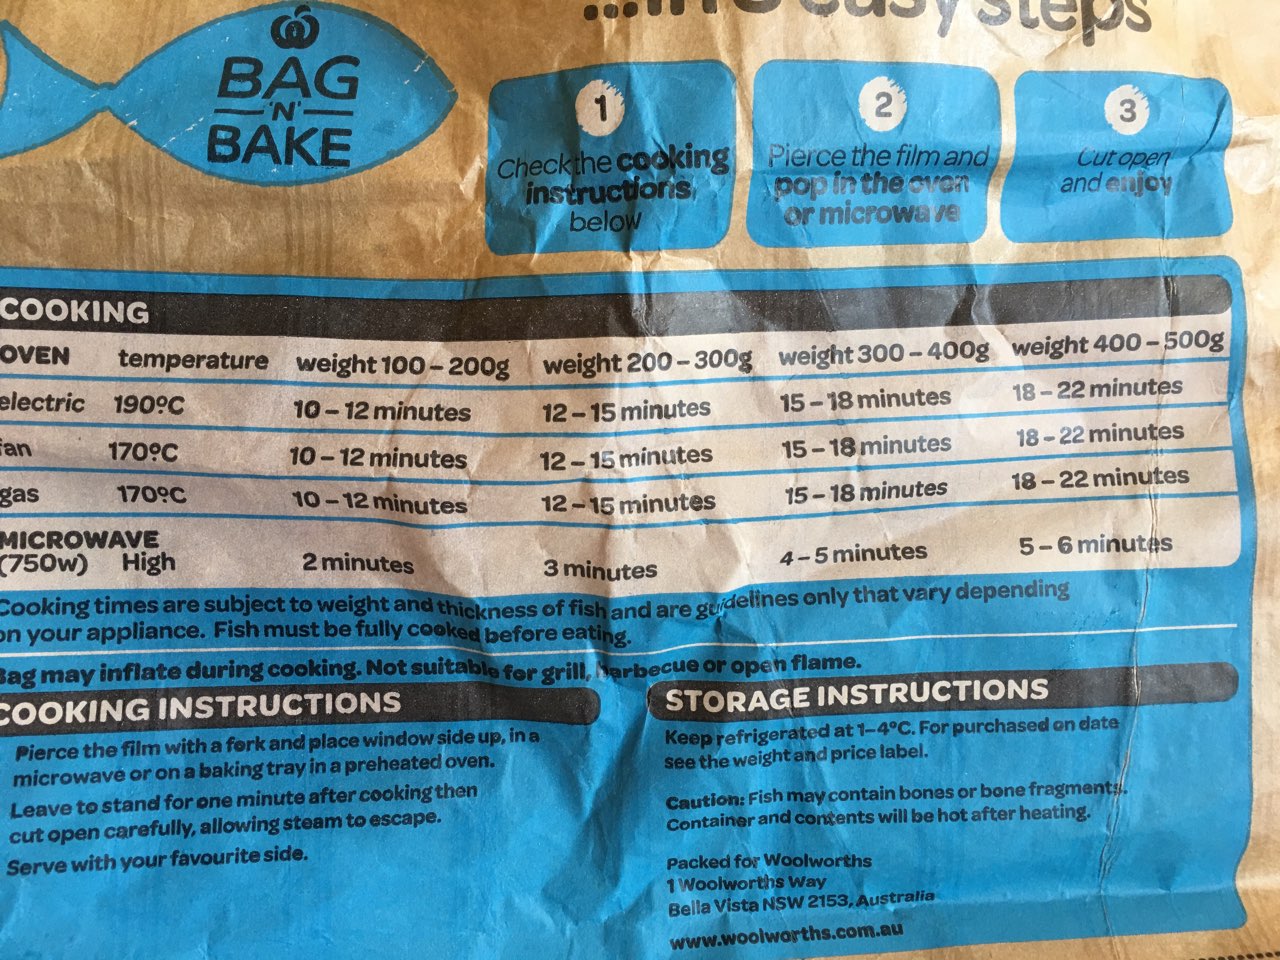 ...in 3 easy steps
BAG
'N'
BAKE
1
Check the cooking
instructions
below
2
Pierce the film and
pop in the oven
or microwave
3
Cut open
and enjoy
COOKING
OVEN temperature weight 100 – 200g weight 200 – 300g weight 300 – 400g weight 400 – 500g
electric 190ºC 10 – 12 minutes 12 – 15 minutes 15 – 18 minutes 18 – 22 minutes
fan 170ºC 10 – 12 minutes 12 – 15 minutes 15 – 18 minutes 18 – 22 minutes
gas 170ºC 10 – 12 minutes 12 – 15 minutes 15 – 18 minutes 18 – 22 minutes
MICROWAVE
(750w) High 2 minutes 3 minutes 4 – 5 minutes 5 – 6 minutes
Cooking times are subject to weight and thickness of fish and are guidelines only that vary depending
on your appliance. Fish must be fully cooked before eating.
Bag may inflate during cooking. Not suitable for grill, barbecue or open flame.
COOKING INSTRUCTIONS
Pierce the film with a fork and place window side up, in a
microwave or on a baking tray in a preheated oven.
Leave to stand for one minute after cooking then
cut open carefully, allowing steam to escape.
Serve with your favourite side.
STORAGE INSTRUCTIONS
Keep refrigerated at 1–4°C. For purchased on date
see the weight and price label.
Caution: Fish may contain bones or bone fragments.
Container and contents will be hot after heating.
Packed for Woolworths
1 Woolworths Way
Bella Vista NSW 2153, Australia
www.woolworths.com.au